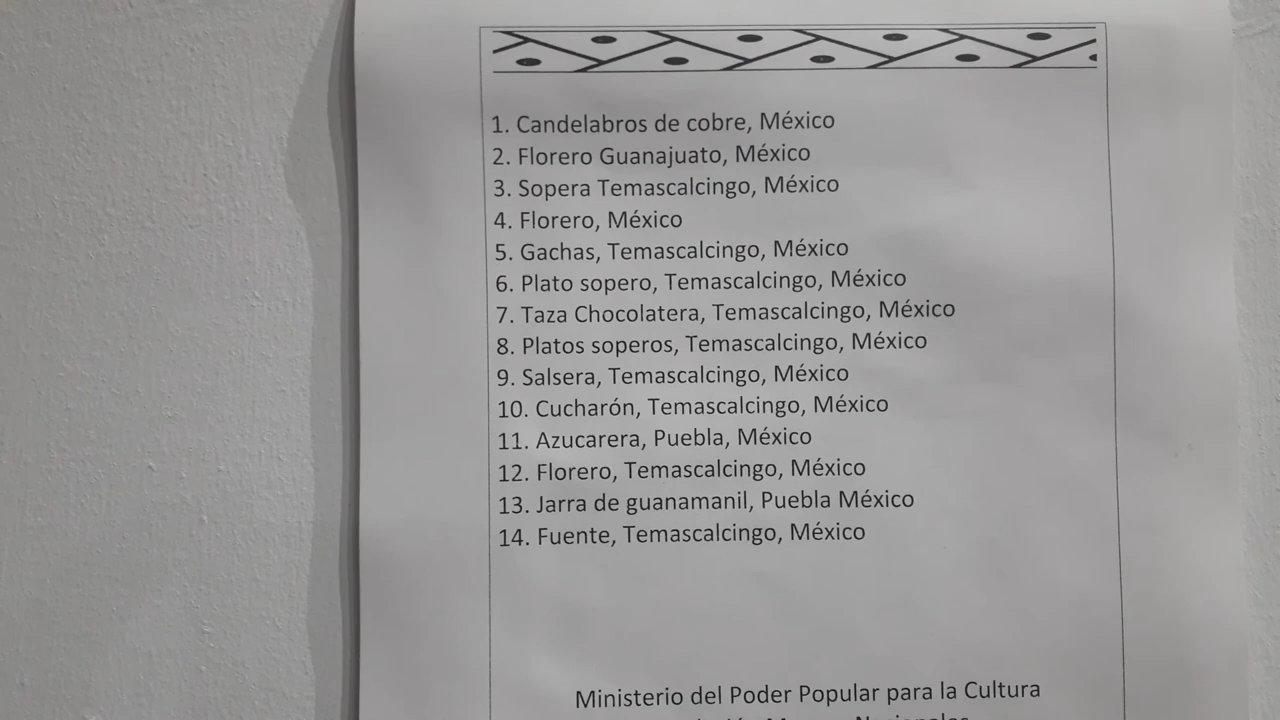 1. Candelabros de cobre, México
2. Florero Guanajuato, México
3. Sopera Temascalcingo, México
4. Florero, México
5. Gachas, Temascalcingo, México
6. Plato sopero, Temascalcingo, México
7. Taza Chocolatera, Temascalcingo, México
8. Platos soperos, Temascalcingo, México
9. Salsera, Temascalcingo, México
10. Cucharón, Temascalcingo, México
11. Azucarera, Puebla, México
12. Florero, Temascalcingo, México
13. Jarra de guanamanil, Puebla México
14. Fuente, Temascalcingo, México
Ministerio del Poder Popular para la Cultura